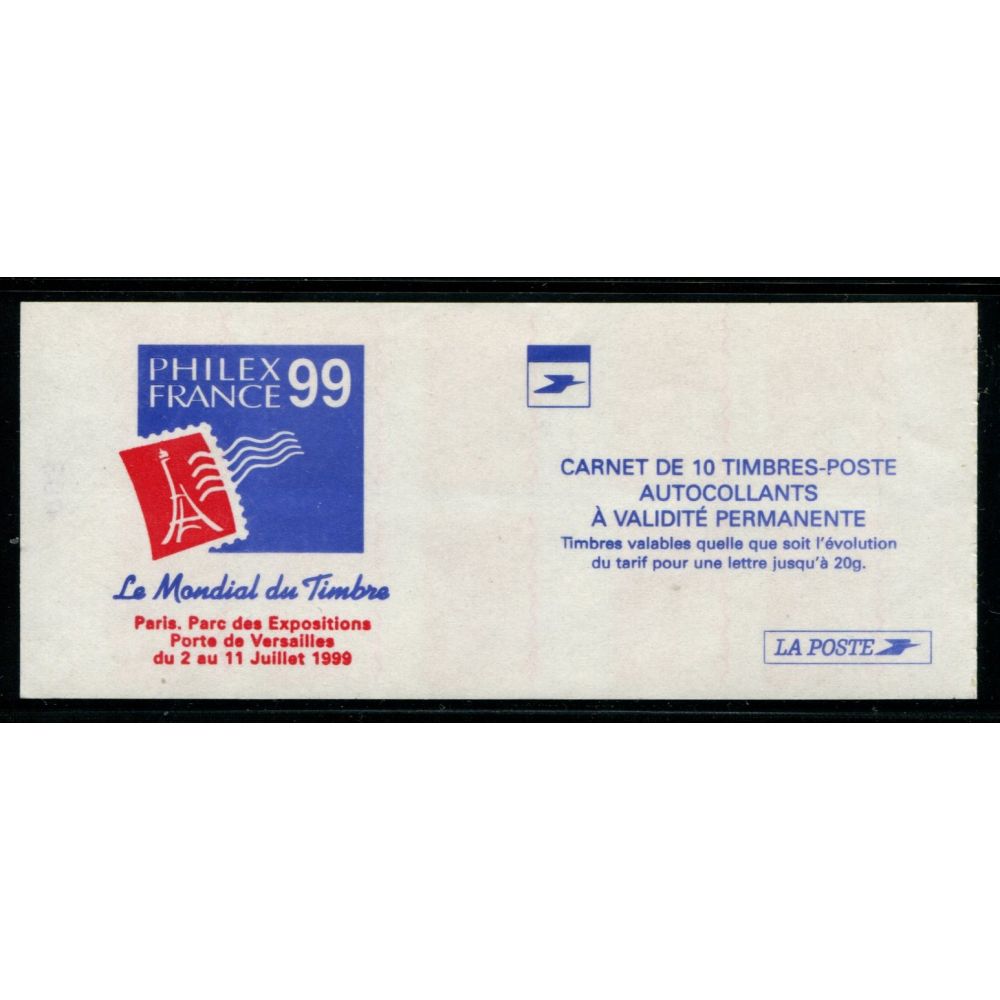 PHILEX
FRANCE 99
Le Mondial du Timbre
Paris. Parc des Expositions
Porte de Versailles
du 2 au 11 Juillet 1999
CARNET DE 10 TIMBRES-POSTE
AUTOCOLLANTS
À VALIDITÉ PERMANENTE
Timbres valables quelle que soit l'évolution
du tarif pour une lettre jusqu'à 20g.
LA POSTE